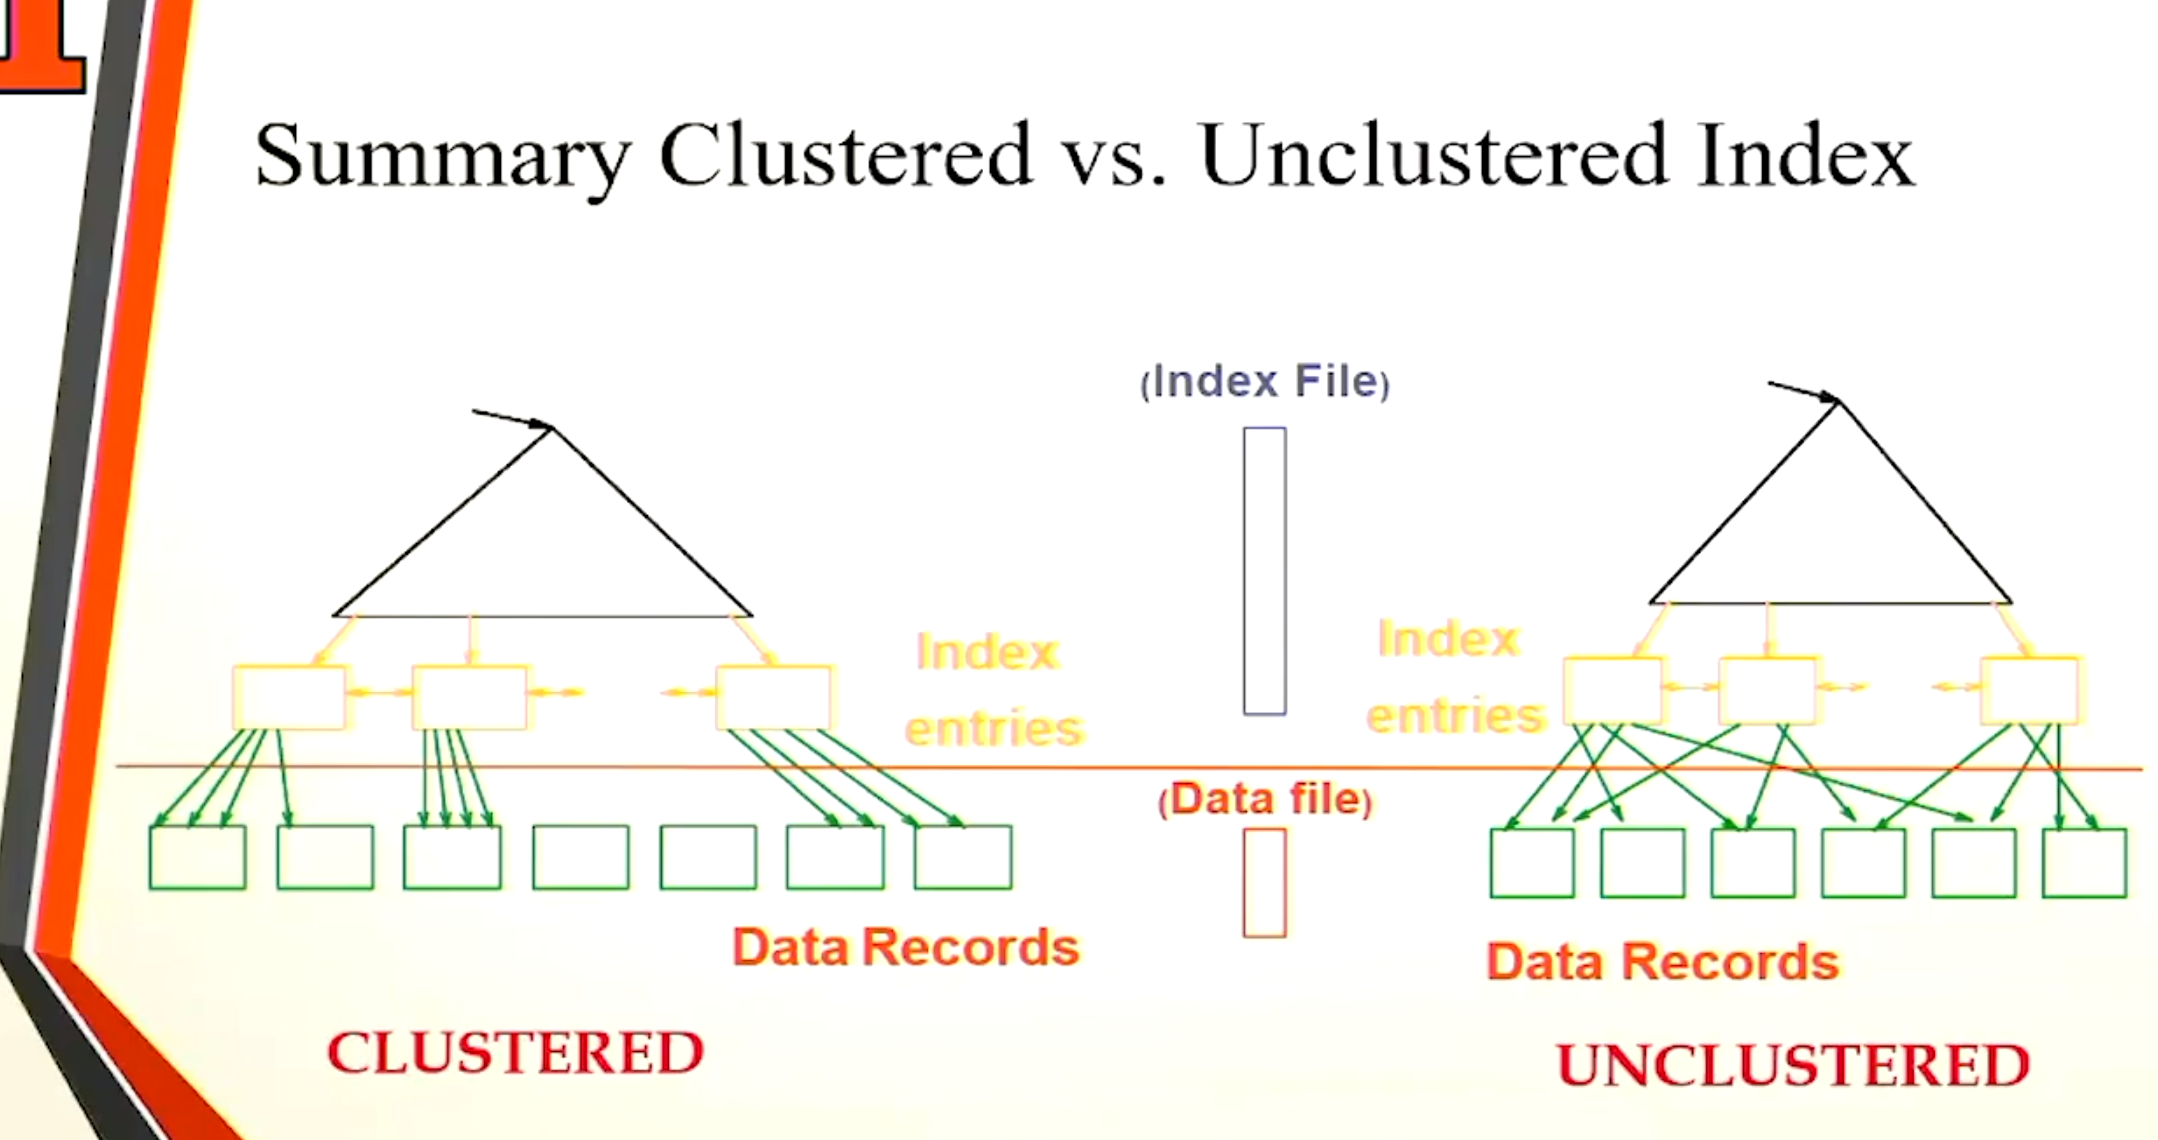 Summary Clustered vs. Unclustered Index
(Index File)
Index
entries
Index
entries
(Data file)
Data Records
Data Records
CLUSTERED
UNCLUSTERED